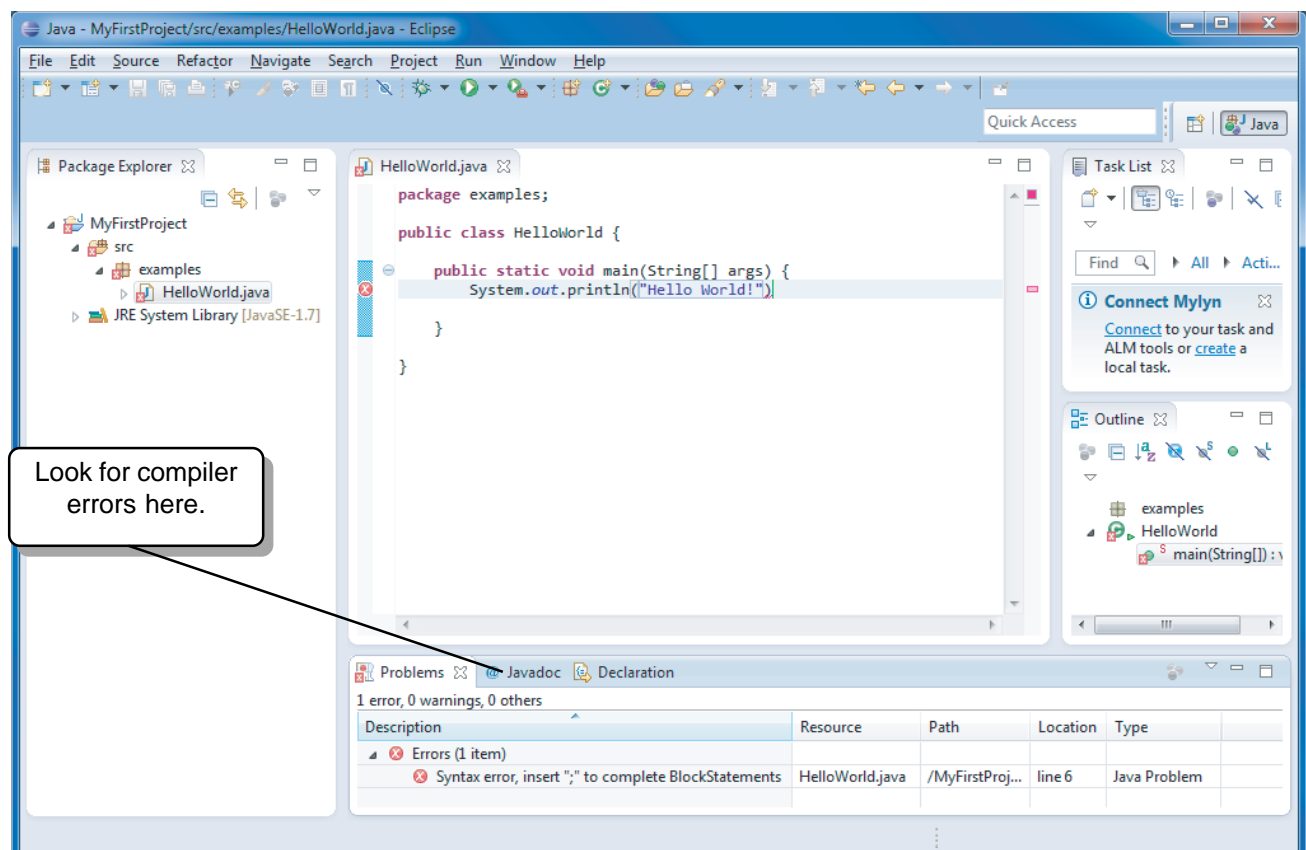 Java - MyFirstProject/src/examples/HelloWorld.java - Eclipse
File Edit Source Refactor Navigate Search Project Run Window Help
Quick Access
Java
Package Explorer
MyFirstProject
src
examples
HelloWorld.java
JRE System Library [JavaSE-1.7]
HelloWorld.java
package examples;
public class HelloWorld {
public static void main(String[] args) {
System.out.println("Hello World!")
}
}
Task List
Find All Acti...
Connect Mylyn
Connect to your task and
ALM tools or create a
local task.
Outline
examples
HelloWorld
main(String[]) :
Look for compiler
errors here.
Problems @ Javadoc Declaration
1 error, 0 warnings, 0 others
Description Resource Path Location Type
Errors (1 item)
Syntax error, insert ";" to complete BlockStatements HelloWorld.java /MyFirstProj... line 6 Java Problem